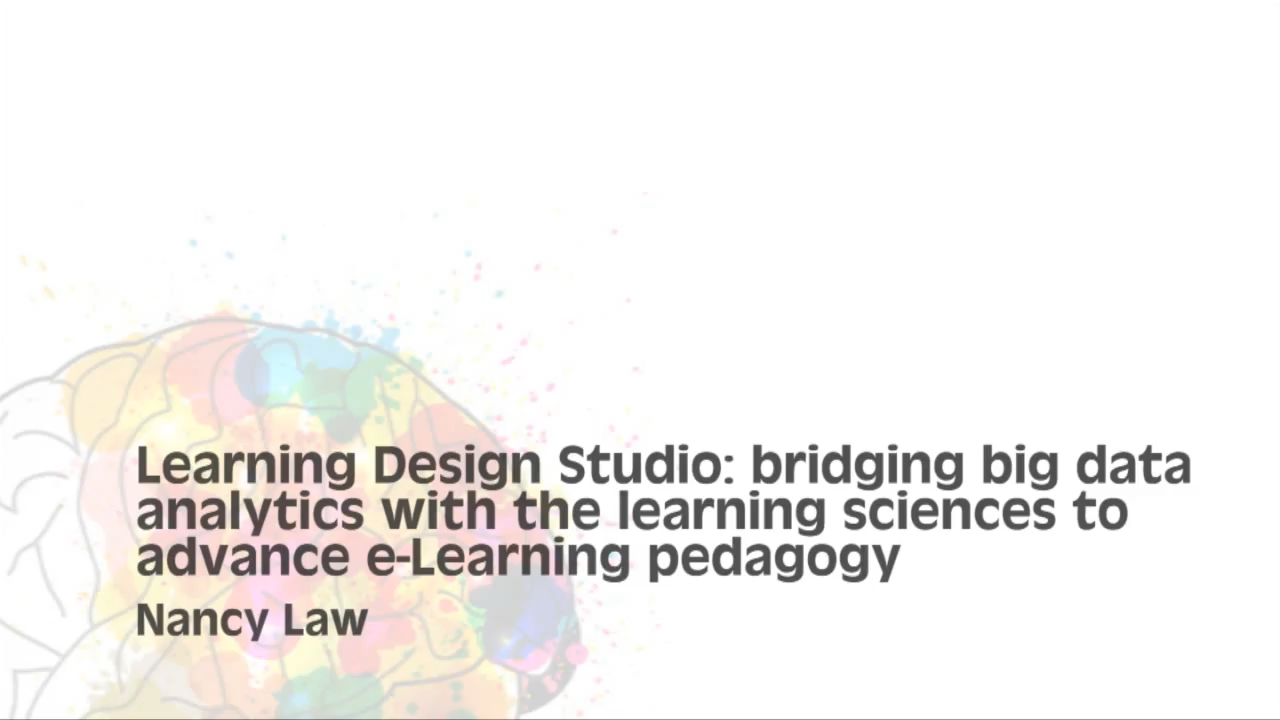 Learning Design Studio: bridging big data
analytics with the learning sciences to
advance e-Learning pedagogy
Nancy Law